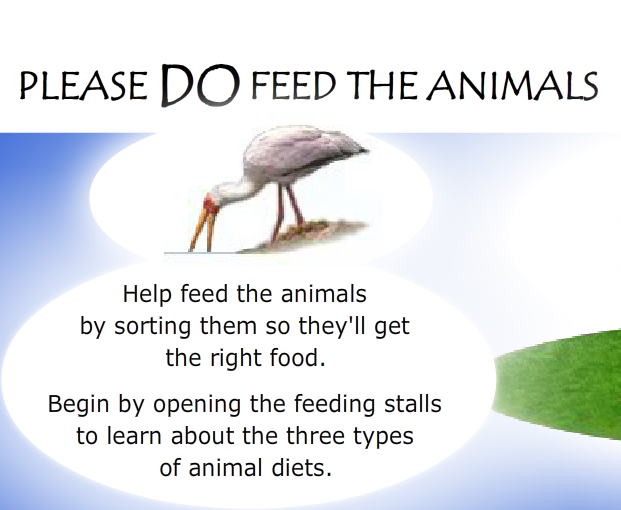 PLEASE DO FEED THE ANIMALS
Help feed the animals
by sorting them so they'll get
the right food.
Begin by opening the feeding stalls
to learn about the three types
of animal diets.